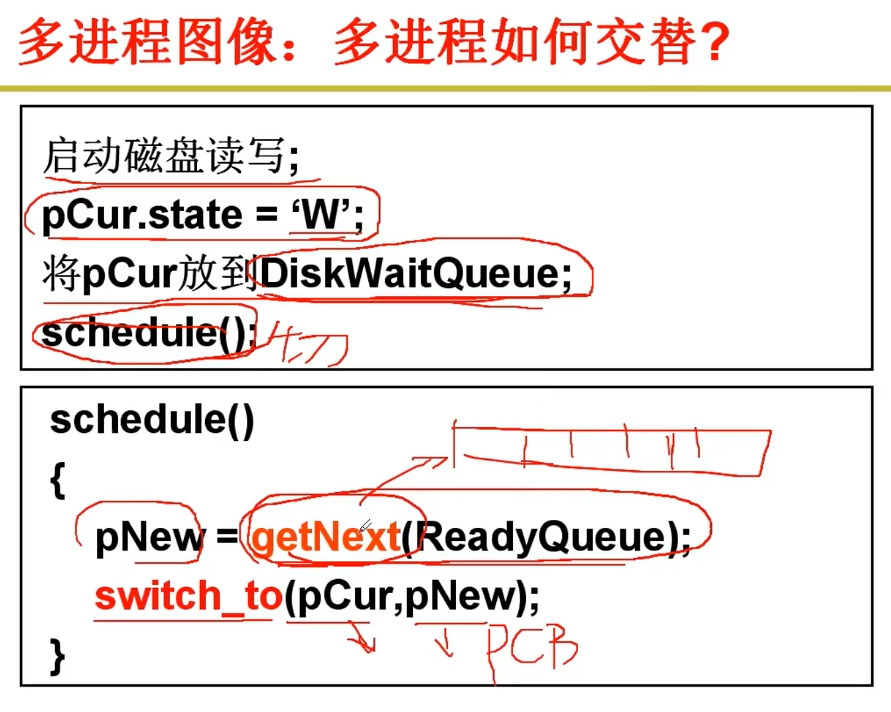 多进程图像：多进程如何交替?
启动磁盘读写;
pCur.state = ‘W’;
将pCur放到DiskWaitQueue;
schedule(); 切
schedule()
{
pNew = getNext(ReadyQueue);
switch_to(pCur,pNew);
PCB
}